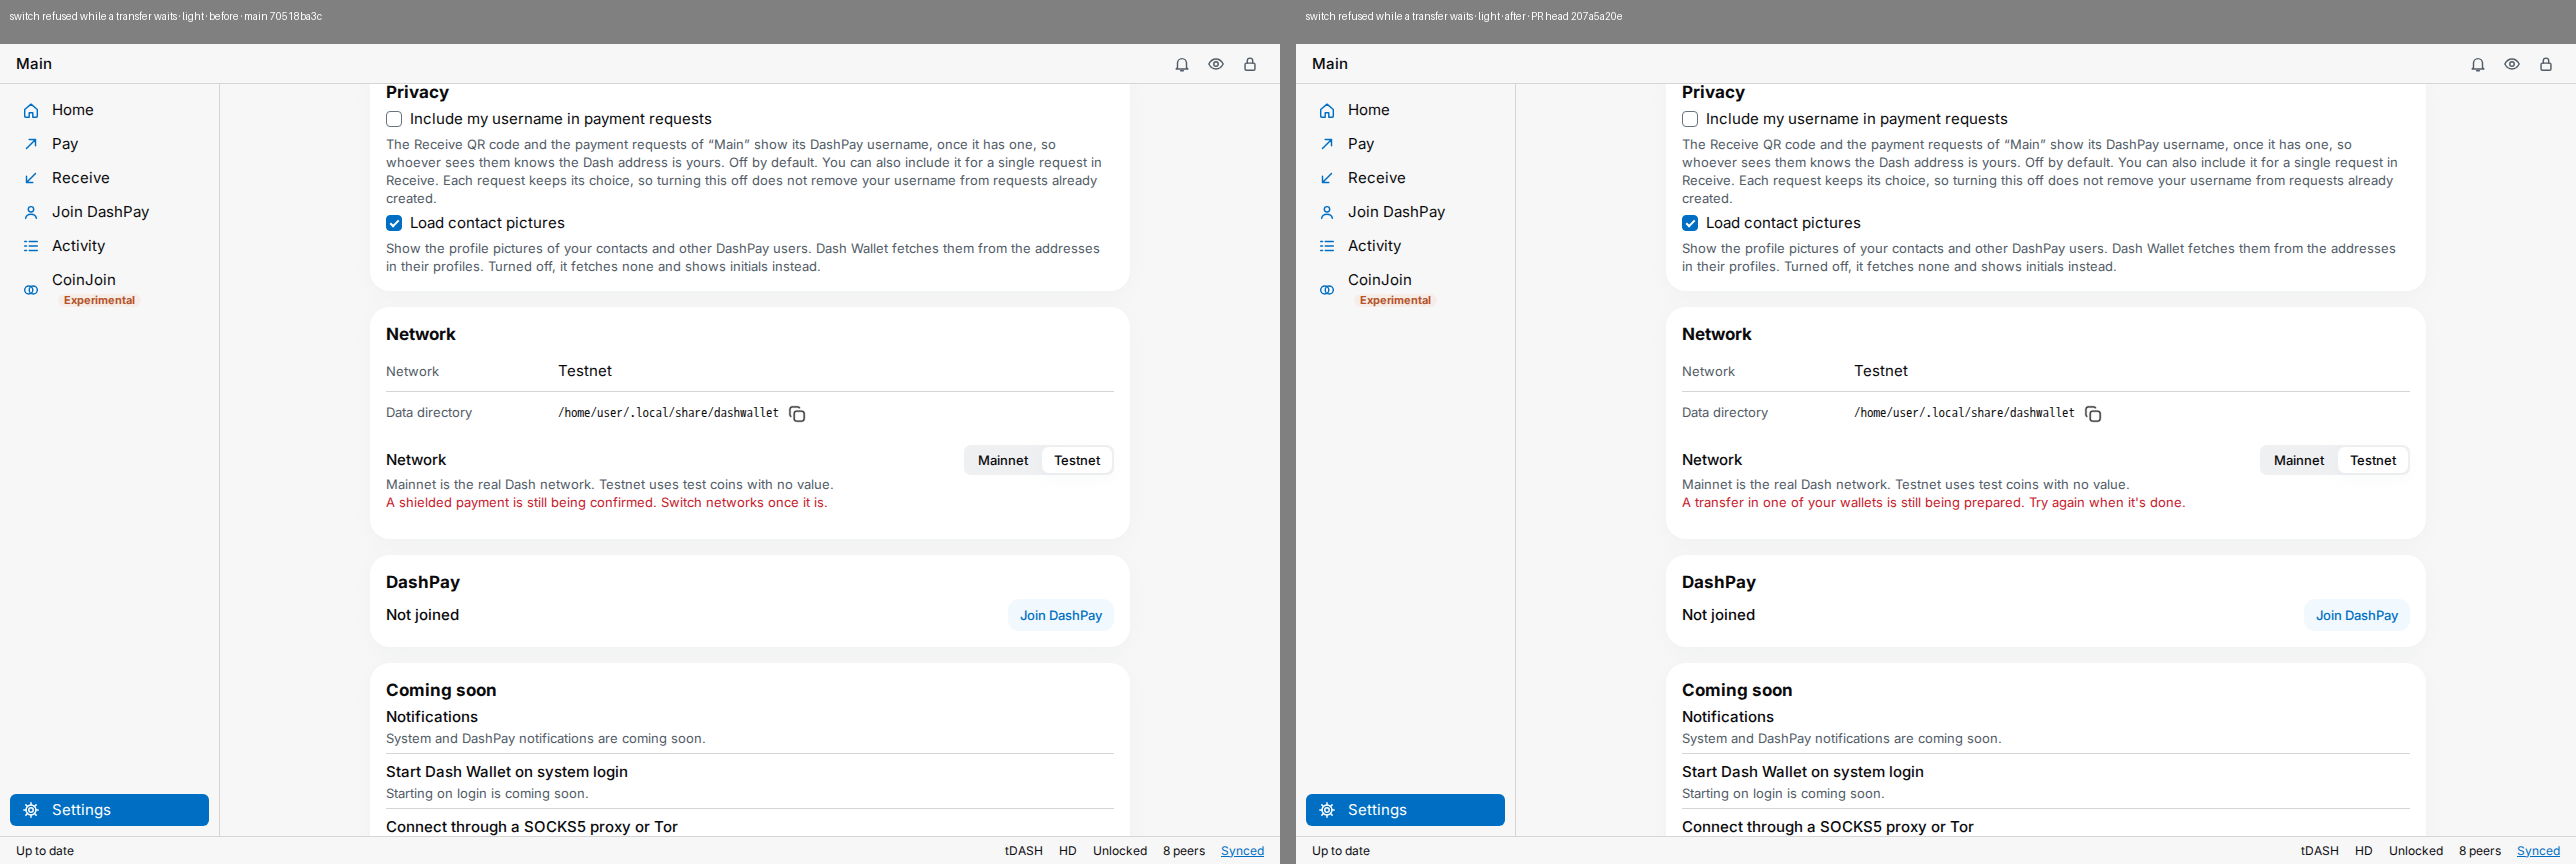 switch refused while a transfer waits · light · before · main 70518ba3c
Main
Home
Pay
Receive
Join DashPay
Activity
CoinJoin
Experimental
Settings
Privacy
Include my username in payment requests
The Receive QR code and the payment requests of “Main” show its DashPay username, once it has one, so
whoever sees them knows the Dash address is yours. Off by default. You can also include it for a single request in
Receive. Each request keeps its choice, so turning this off does not remove your username from requests already
created.
Load contact pictures
Show the profile pictures of your contacts and other DashPay users. Dash Wallet fetches them from the addresses
in their profiles. Turned off, it fetches none and shows initials instead.
Network
Network Testnet
Data directory /home/user/.local/share/dashwallet
Network Mainnet Testnet
Mainnet is the real Dash network. Testnet uses test coins with no value.
A shielded payment is still being confirmed. Switch networks once it is.
DashPay
Not joined Join DashPay
Coming soon
Notifications
System and DashPay notifications are coming soon.
Start Dash Wallet on system login
Starting on login is coming soon.
Connect through a SOCKS5 proxy or Tor
Up to date tDASH HD Unlocked 8 peers Synced
switch refused while a transfer waits · light · after · PR head 207a5a20e
Main
Home
Pay
Receive
Join DashPay
Activity
CoinJoin
Experimental
Settings
Privacy
Include my username in payment requests
The Receive QR code and the payment requests of “Main” show its DashPay username, once it has one, so
whoever sees them knows the Dash address is yours. Off by default. You can also include it for a single request in
Receive. Each request keeps its choice, so turning this off does not remove your username from requests already
created.
Load contact pictures
Show the profile pictures of your contacts and other DashPay users. Dash Wallet fetches them from the addresses
in their profiles. Turned off, it fetches none and shows initials instead.
Network
Network Testnet
Data directory /home/user/.local/share/dashwallet
Network Mainnet Testnet
Mainnet is the real Dash network. Testnet uses test coins with no value.
A transfer in one of your wallets is still being prepared. Try again when it's done.
DashPay
Not joined Join DashPay
Coming soon
Notifications
System and DashPay notifications are coming soon.
Start Dash Wallet on system login
Starting on login is coming soon.
Connect through a SOCKS5 proxy or Tor
Up to date tDASH HD Unlocked 8 peers Synced